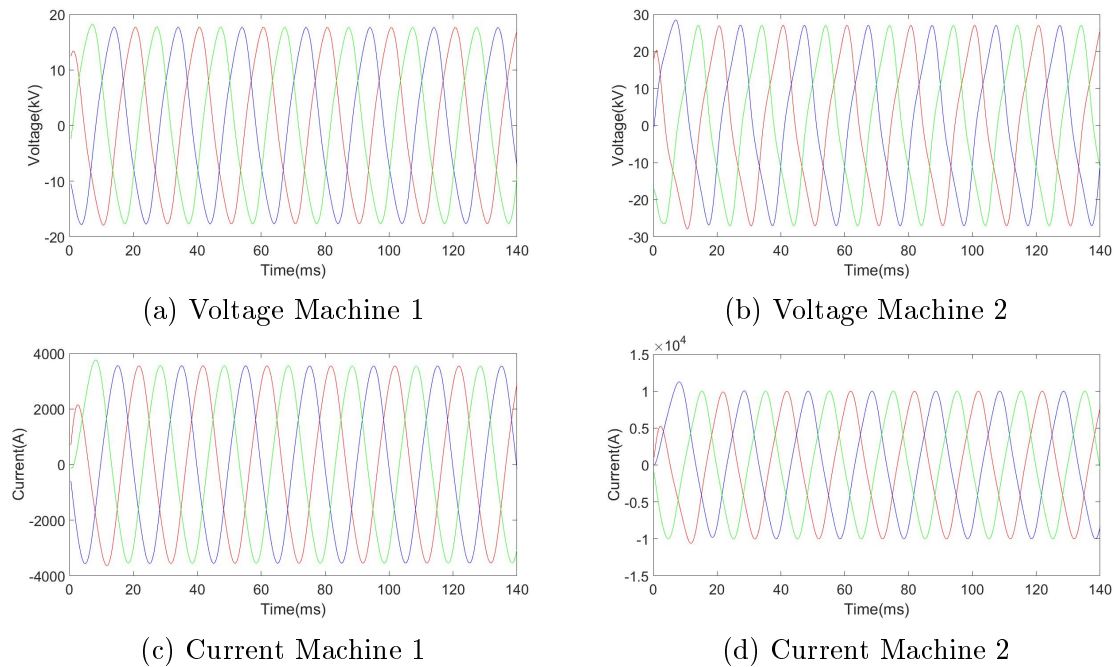 20
10
0
-10
-20
Voltage(kV)
0 20 40 60 80 100 120 140
Time(ms)
(a) Voltage Machine 1
30
20
10
0
-10
-20
-30
Voltage(kV)
0 20 40 60 80 100 120 140
Time(ms)
(b) Voltage Machine 2
4000
2000
0
-2000
-4000
Current(A)
0 20 40 60 80 100 120 140
Time(ms)
(c) Current Machine 1
×10⁴
1.5
1
0.5
0
-0.5
-1
-1.5
Current(A)
0 20 40 60 80 100 120 140
Time(ms)
(d) Current Machine 2